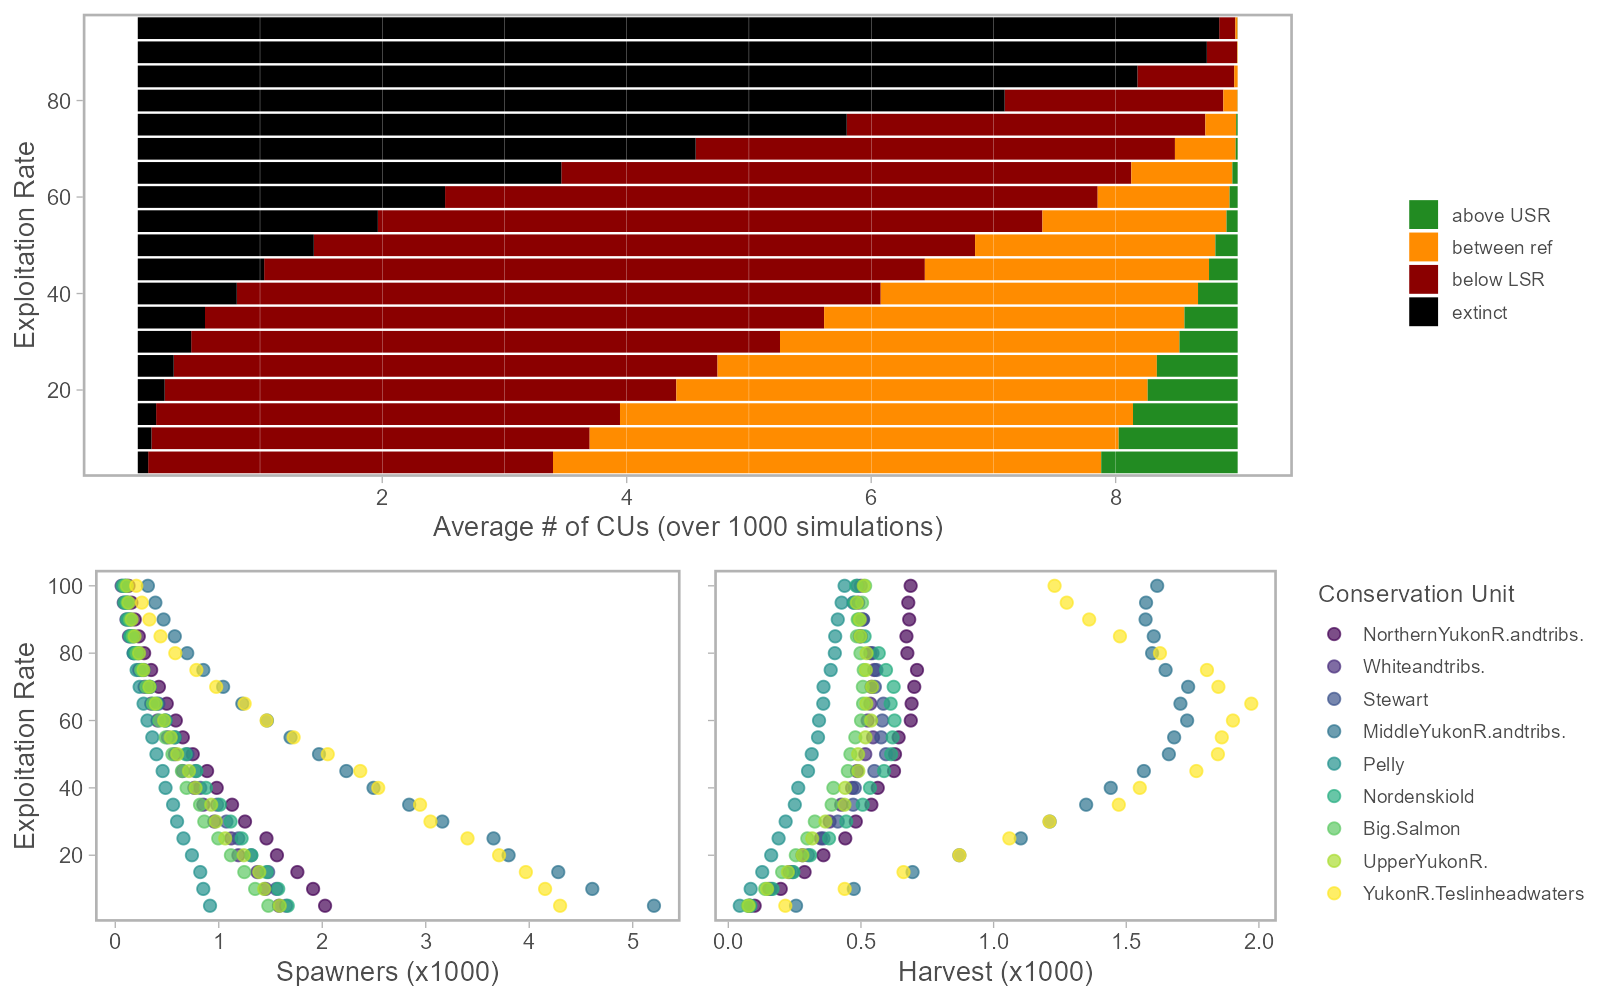 Exploitation Rate
80
60
40
20
2 4 6 8
Average # of CUs (over 1000 simulations)
above USR
between ref
below LSR
extinct
Exploitation Rate
100
80
60
40
20
0 1 2 3 4 5
Spawners (x1000)
0.0 0.5 1.0 1.5 2.0
Harvest (x1000)
Conservation Unit
NorthernYukonR.andtribs.
Whiteandtribs.
Stewart
MiddleYukonR.andtribs.
Pelly
Nordenskiold
Big.Salmon
UpperYukonR.
YukonR.Teslinheadwaters